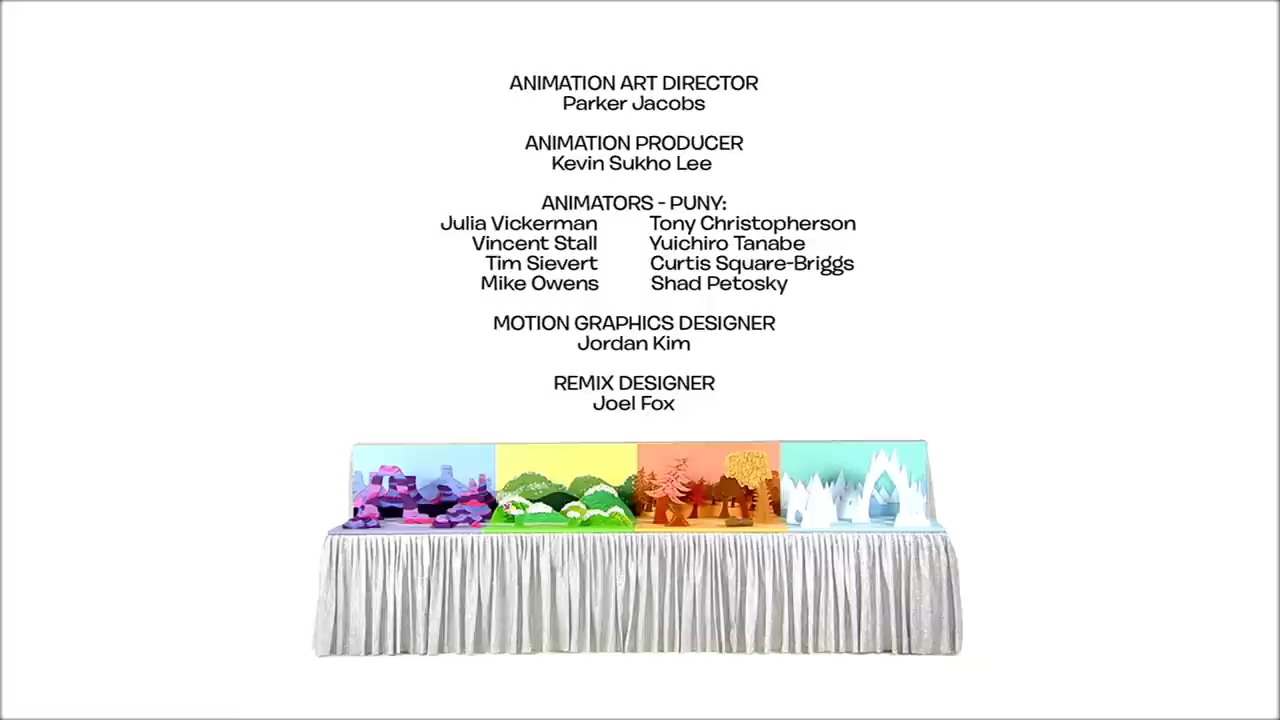 ANIMATION ART DIRECTOR
Parker Jacobs
ANIMATION PRODUCER
Kevin Sukho Lee
ANIMATORS - PUNY:
Julia Vickerman Tony Christopherson
Vincent Stall Yuichiro Tanabe
Tim Sievert Curtis Square-Briggs
Mike Owens Shad Petosky
MOTION GRAPHICS DESIGNER
Jordan Kim
REMIX DESIGNER
Joel Fox